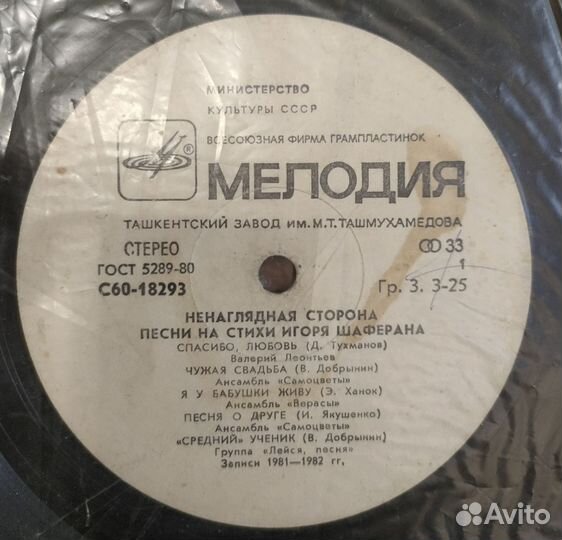 МИНИСТЕРСТВО
КУЛЬТУРЫ СССР
ВСЕСОЮЗНАЯ ФИРМА ГРАМПЛАСТИНОК
®
МЕЛОДИЯ
ТАШКЕНТСКИЙ ЗАВОД ИМ. М.Т.ТАШМУХАМЕДОВА
СТЕРЕО
33
ГОСТ 5289-80
1
С60-18293
Гр. 3. 3-25
НЕНАГЛЯДНАЯ СТОРОНА
ПЕСНИ НА СТИХИ ИГОРЯ ШАФЕРАНА
СПАСИБО, ЛЮБОВЬ (Д. Тухманов)
Валерий Леонтьев
ЧУЖАЯ СВАДЬБА (В. Добрынин)
Ансамбль «Самоцветы»
Я У БАБУШКИ ЖИВУ (Э. Ханок)
Ансамбль «Верасы»
ПЕСНЯ О ДРУГЕ (И. Якушенко)
Ансамбль «Самоцветы»
«СРЕДНИЙ» УЧЕНИК (В. Добрынин)
Группа «Лейся, песня»
Записи 1981—1982 гг.
Avito